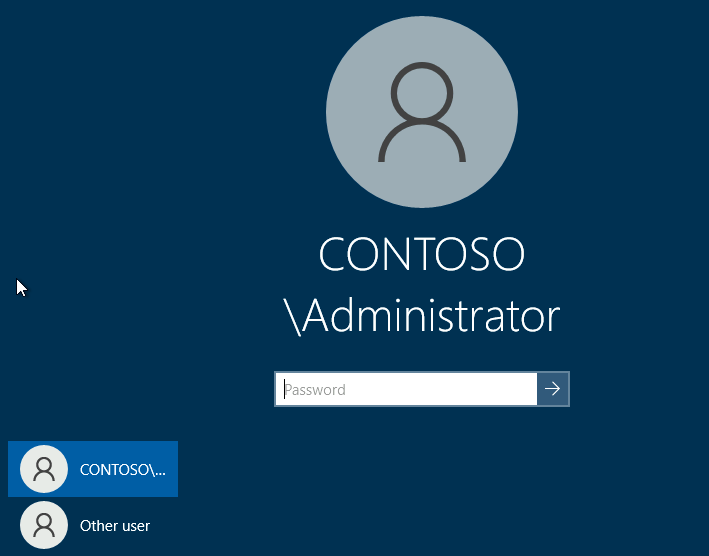 CONTOSO
\Administrator
Password
CONTOSO\...
Other user